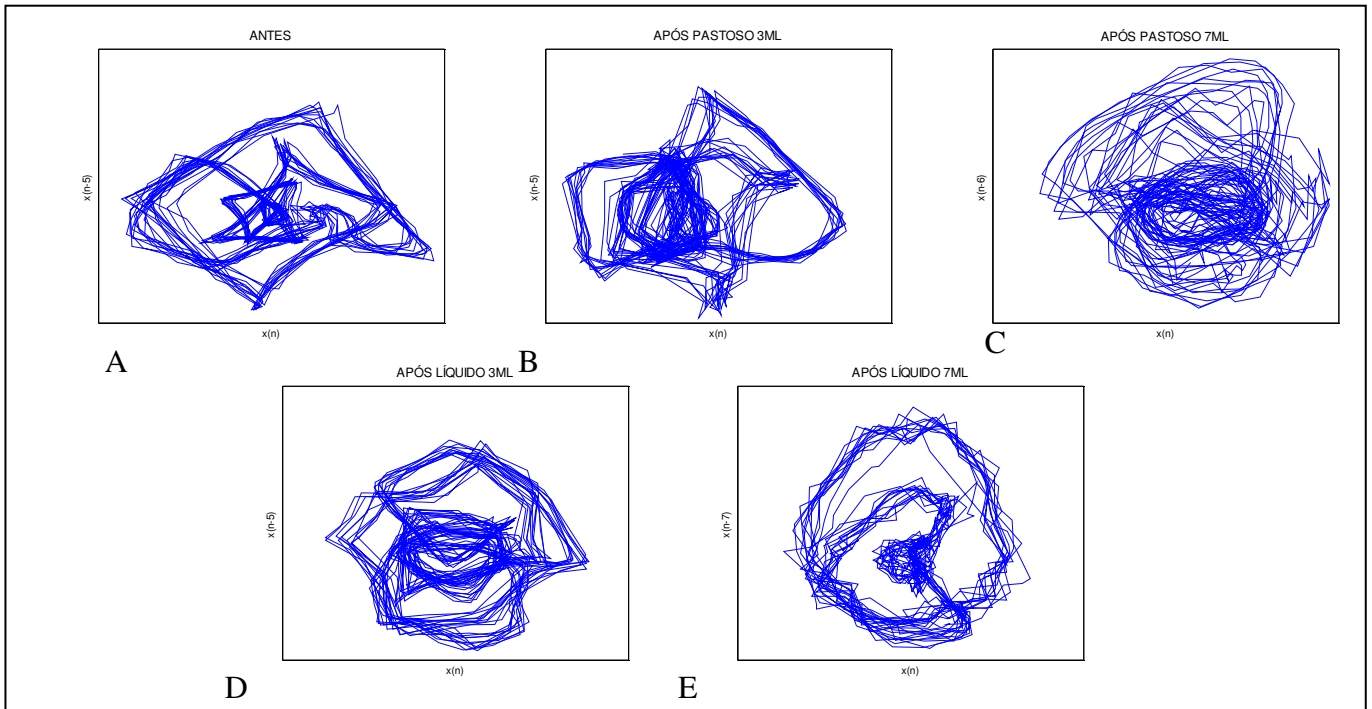 ANTES
x(n-5)
x(n)
A
APÓS PASTOSO 3ML
x(n-5)
x(n)
B
APÓS PASTOSO 7ML
x(n-6)
x(n)
C
APÓS LÍQUIDO 3ML
x(n-5)
x(n)
D
APÓS LÍQUIDO 7ML
x(n-7)
x(n)
E